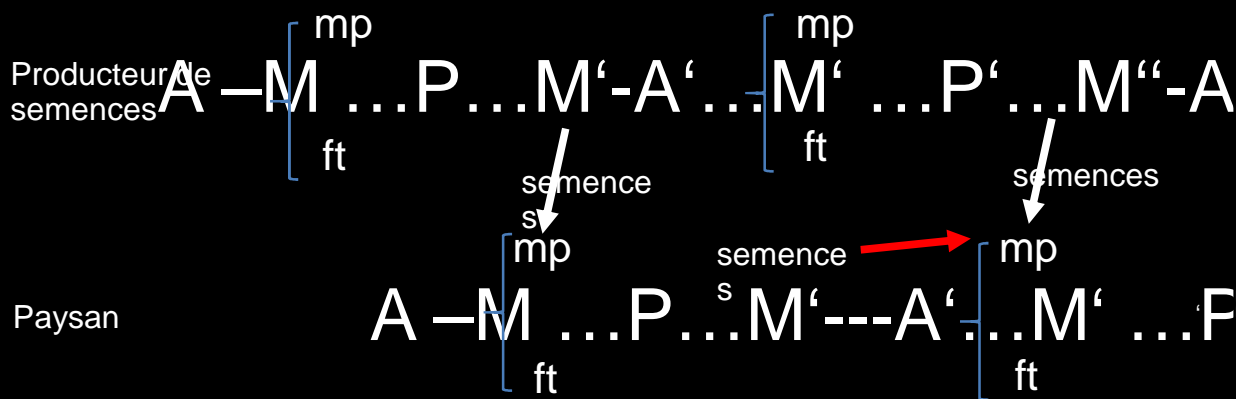 mp mp
Producteur de
semences
A –M …P…M‘-A‘…M‘ …P‘…M‘‘-A
ft ft
semence
s
semences
mp
semence
s
mp
Paysan
A –M …P…M‘---A‘…M‘ …‘P
ft ft